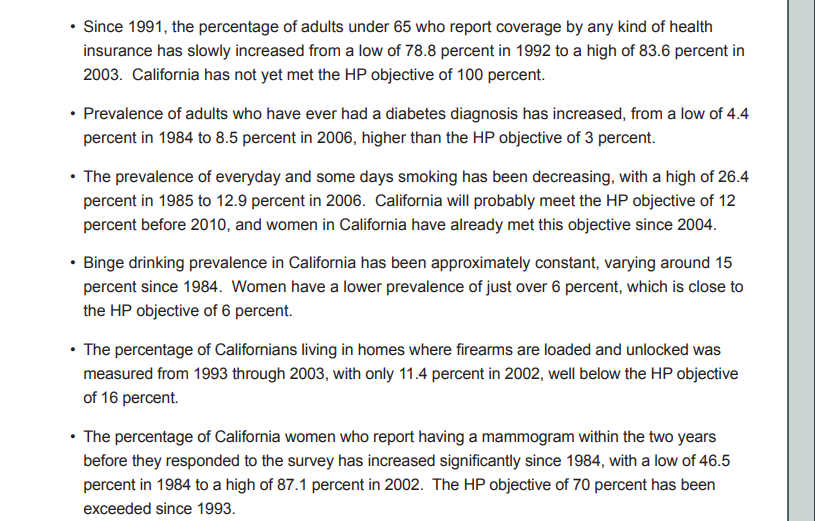 • Since 1991, the percentage of adults under 65 who report coverage by any kind of health
insurance has slowly increased from a low of 78.8 percent in 1992 to a high of 83.6 percent in
2003.  California has not yet met the HP objective of 100 percent.
• Prevalence of adults who have ever had a diabetes diagnosis has increased, from a low of 4.4
percent in 1984 to 8.5 percent in 2006, higher than the HP objective of 3 percent.
• The prevalence of everyday and some days smoking has been decreasing, with a high of 26.4
percent in 1985 to 12.9 percent in 2006.  California will probably meet the HP objective of 12
percent before 2010, and women in California have already met this objective since 2004.
• Binge drinking prevalence in California has been approximately constant, varying around 15
percent since 1984.  Women have a lower prevalence of just over 6 percent, which is close to
the HP objective of 6 percent.
• The percentage of Californians living in homes where firearms are loaded and unlocked was
measured from 1993 through 2003, with only 11.4 percent in 2002, well below the HP objective
of 16 percent.
• The percentage of California women who report having a mammogram within the two years
before they responded to the survey has increased significantly since 1984, with a low of 46.5
percent in 1984 to a high of 87.1 percent in 2002.  The HP objective of 70 percent has been
exceeded since 1993.